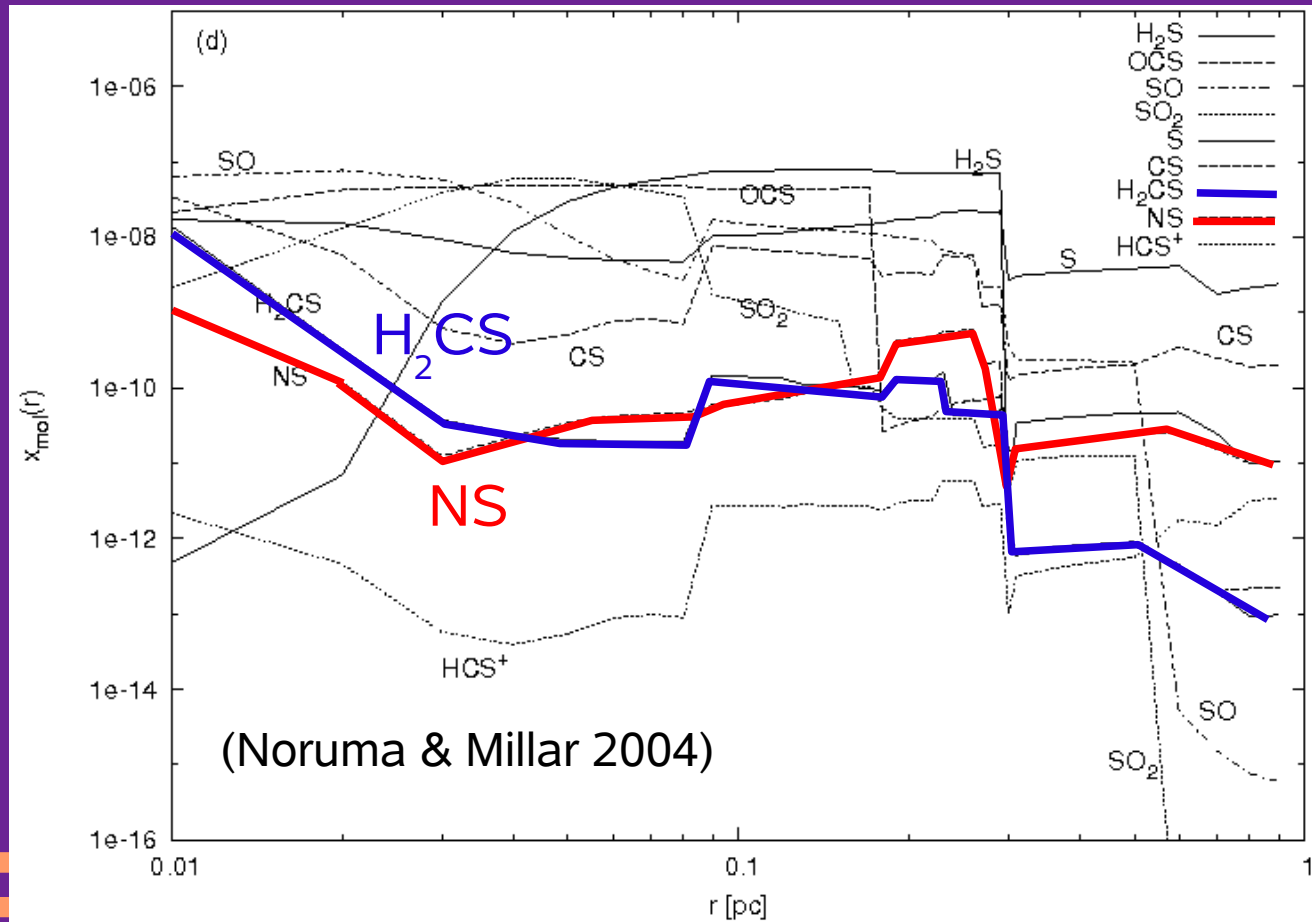 (d)
H₂S
OCS
SO
SO₂
S
CS
H₂CS
NS
HCS⁺
1e-06
1e-08
1e-10
1e-12
1e-14
1e-16
xmol(r)
SO
H₂S
OCS
S
H₂CS
H₂CS
SO₂
CS
CS
NS
NS
HCS⁺
SO
SO₂
(Noruma & Millar 2004)
0.01
0.1
1
r [pc]